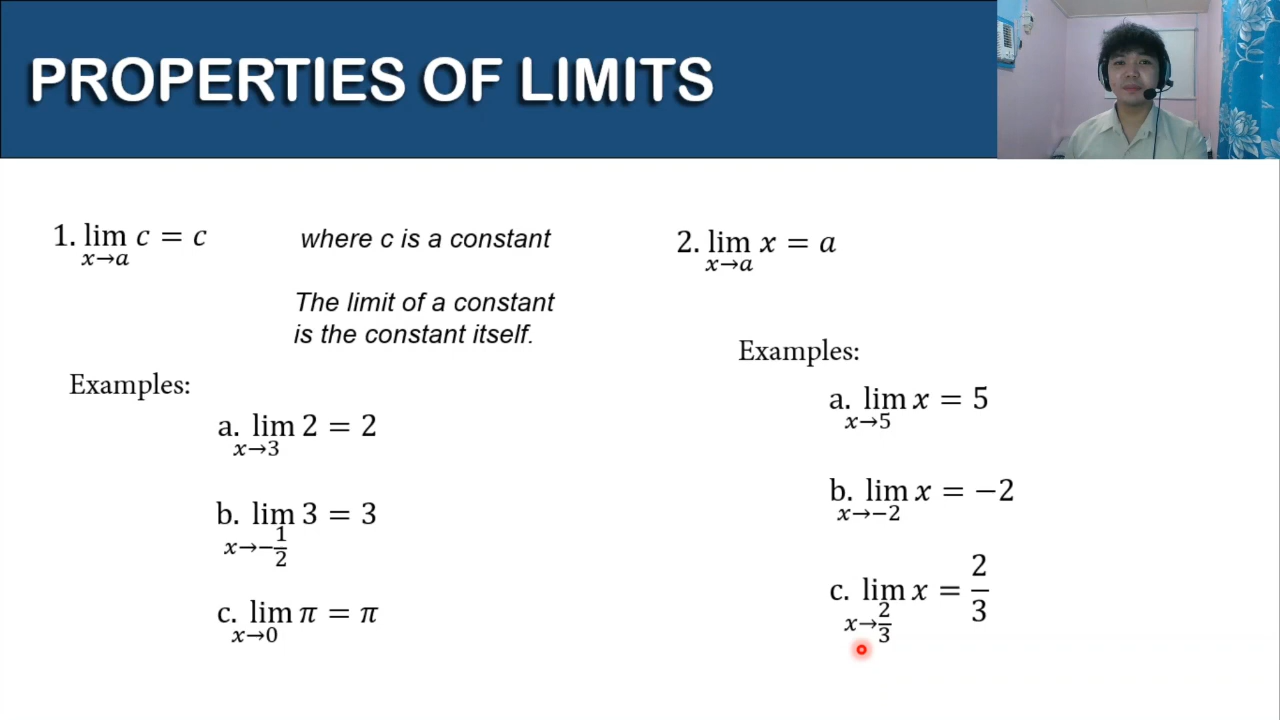 PROPERTIES OF LIMITS
1. lim c = c
x→a
where c is a constant
The limit of a constant
is the constant itself.
Examples:
a. lim 2 = 2
x→3
b. lim 3 = 3
x→−1/2
c. lim π = π
x→0
2. lim x = a
x→a
Examples:
a. lim x = 5
x→5
b. lim x = −2
x→−2
c. lim x = 2/3
x→2/3